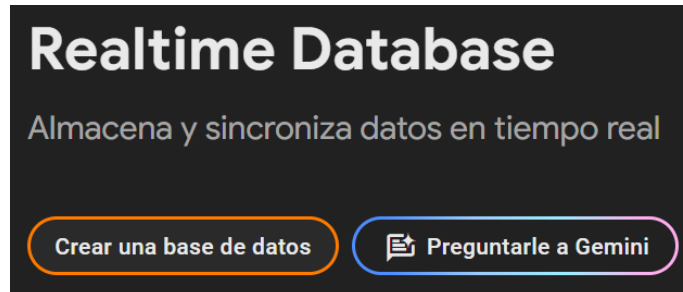 Realtime Database
Almacena y sincroniza datos en tiempo real
Crear una base de datos
Preguntarle a Gemini